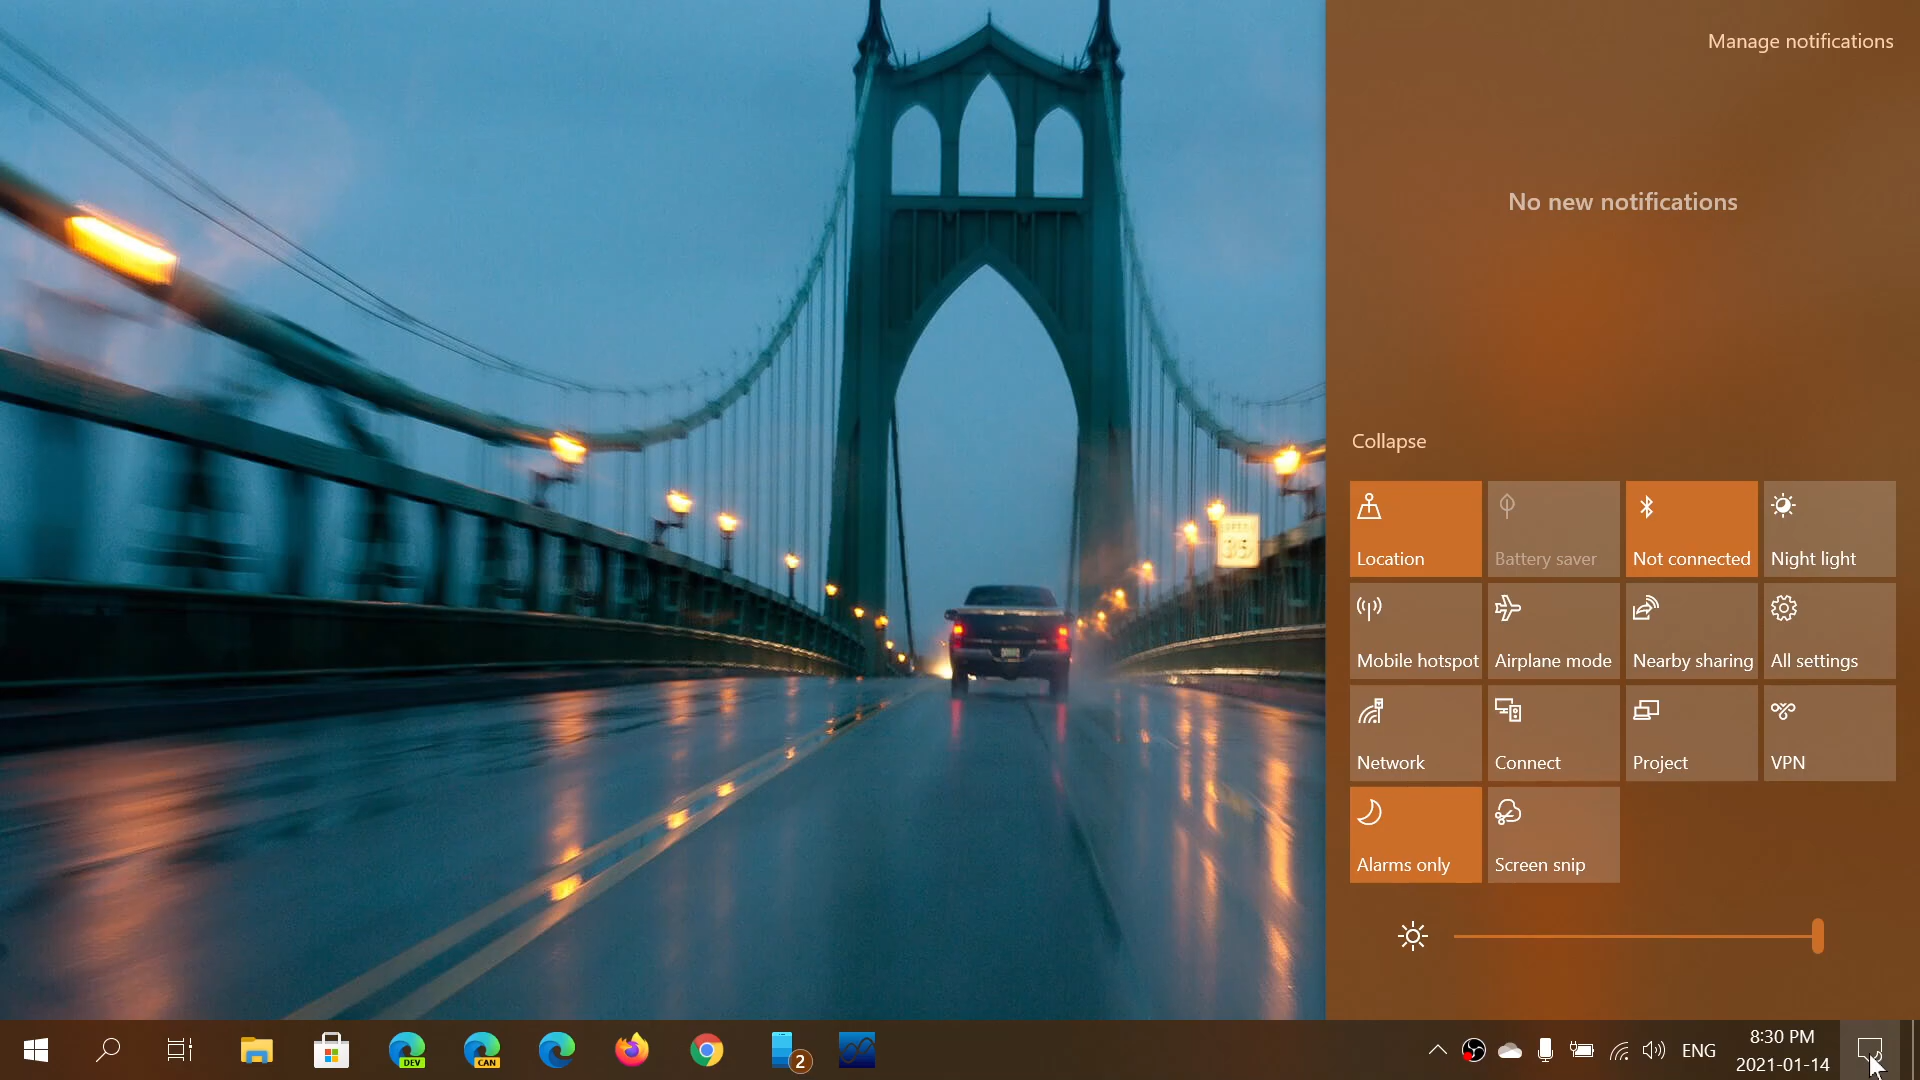 Manage notifications
No new notifications
Collapse
Location
Battery saver
Not connected
Night light
Mobile hotspot
Airplane mode
Nearby sharing
All settings
Network
Connect
Project
VPN
Alarms only
Screen snip
35
DEV
CAN
2
ENG
8:30 PM
2021-01-14